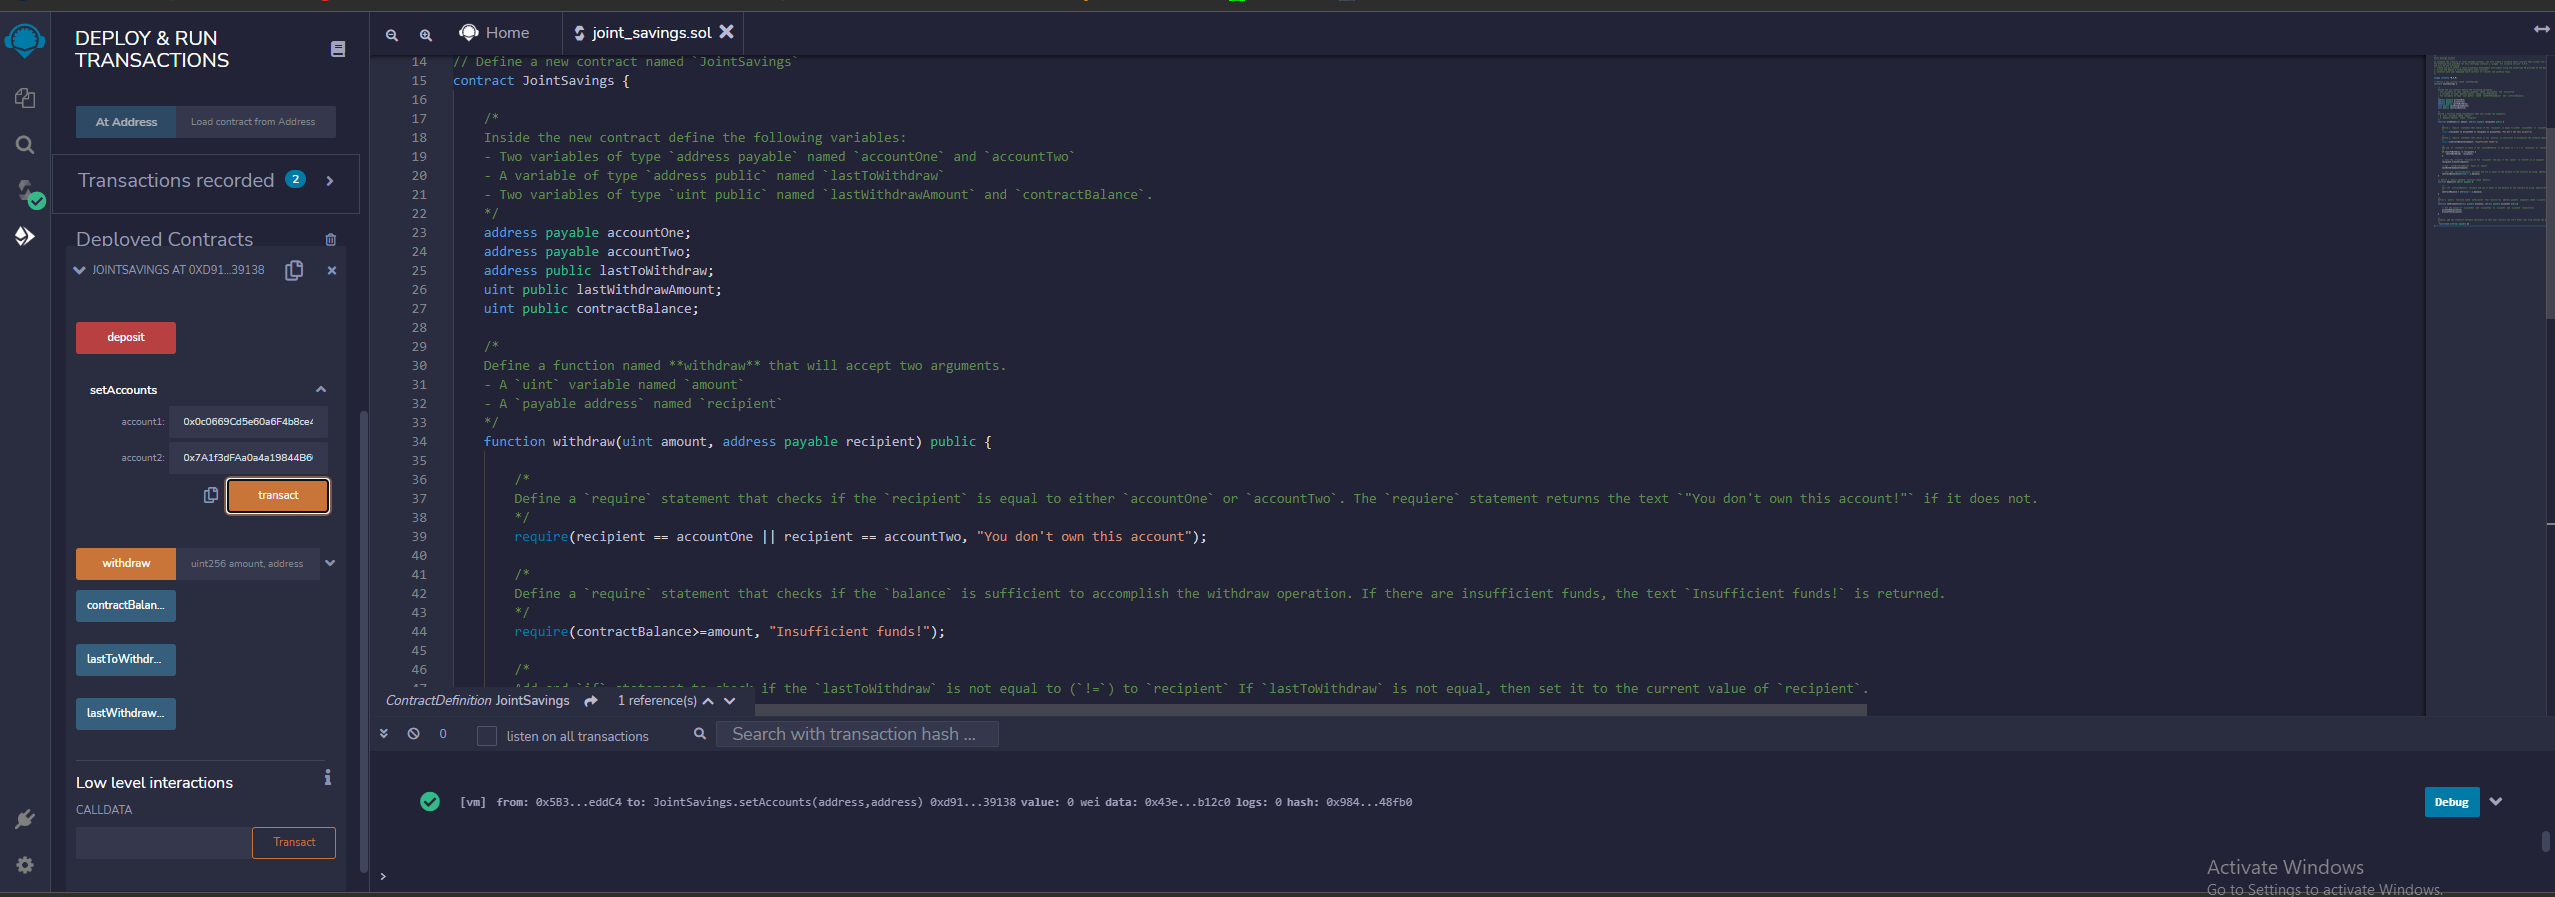 DEPLOY & RUN
TRANSACTIONS
At Address
Load contract from Address
Transactions recorded 2
Deployed Contracts
JOINTSAVINGS AT 0XD91...39138
deposit
setAccounts
account1: 0x0c0669Cd5e60a6F4b8ce
account2: 0x7A1f3dFAa0a4a19844B6
transact
withdraw uint256 amount, address
contractBalan...
lastToWithdr...
lastWithdraw...
Low level interactions
CALLDATA
Transact
Home
joint_savings.sol
14 // Define a new contract named `JointSavings`
15 contract JointSavings {
16
17 /*
18 Inside the new contract define the following variables:
19 - Two variables of type `address payable` named `accountOne` and `accountTwo`
20 - A variable of type `address public` named `lastToWithdraw`
21 - Two variables of type `uint public` named `lastWithdrawAmount` and `contractBalance`.
22 */
23 address payable accountOne;
24 address payable accountTwo;
25 address public lastToWithdraw;
26 uint public lastWithdrawAmount;
27 uint public contractBalance;
28
29 /*
30 Define a function named **withdraw** that will accept two arguments.
31 - A `uint` variable named `amount`
32 - A `payable address` named `recipient`
33 */
34 function withdraw(uint amount, address payable recipient) public {
35
36 /*
37 Define a `require` statement that checks if the `recipient` is equal to either `accountOne` or `accountTwo`. The `requiere` statement returns the text `"You don't own this account!"` if it does not.
38 */
39 require(recipient == accountOne || recipient == accountTwo, "You don't own this account");
40
41 /*
42 Define a `require` statement that checks if the `balance` is sufficient to accomplish the withdraw operation. If there are insufficient funds, the text `Insufficient funds!` is returned.
43 */
44 require(contractBalance>=amount, "Insufficient funds!");
45
46 /*
if the `lastToWithdraw` is not equal to (`!=`) to `recipient` If `lastToWithdraw` is not equal, then set it to the current value of `recipient`.
ContractDefinition JointSavings 1 reference(s)
0 listen on all transactions Search with transaction hash ...
[vm] from: 0x5B3...eddC4 to: JointSavings.setAccounts(address,address) 0xd91...39138 value: 0 wei data: 0x43e...b12c0 logs: 0 hash: 0x984...48fb0
Debug
>
Activate Windows
Go to Settings to activate Windows.